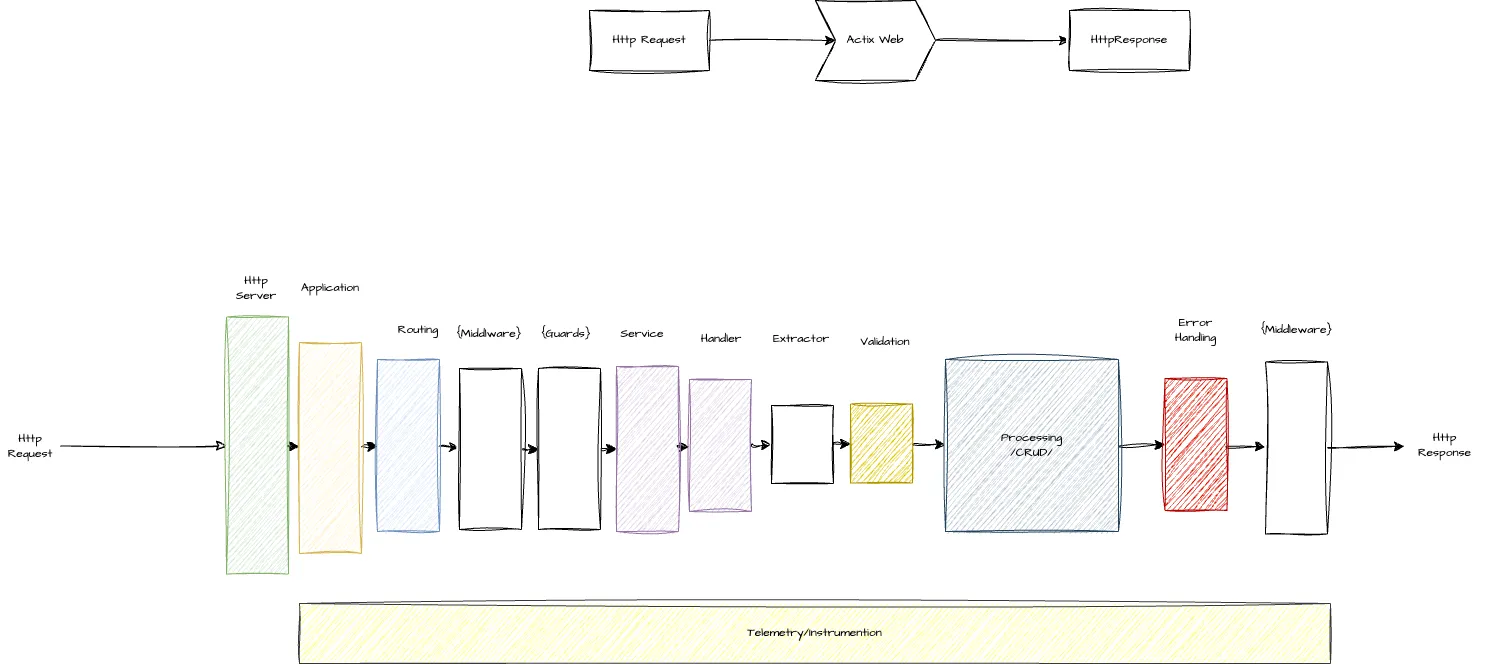 Http Request
Actix Web
HttpResponse
Http
Server
Application
Routing
{Middlware}
{Guards}
Service
Handler
Extractor
Validation
Error
Handling
{Middleware}
Http
Request
Processing
/CRUD/
Http
Response
Telemetry/Instrumention